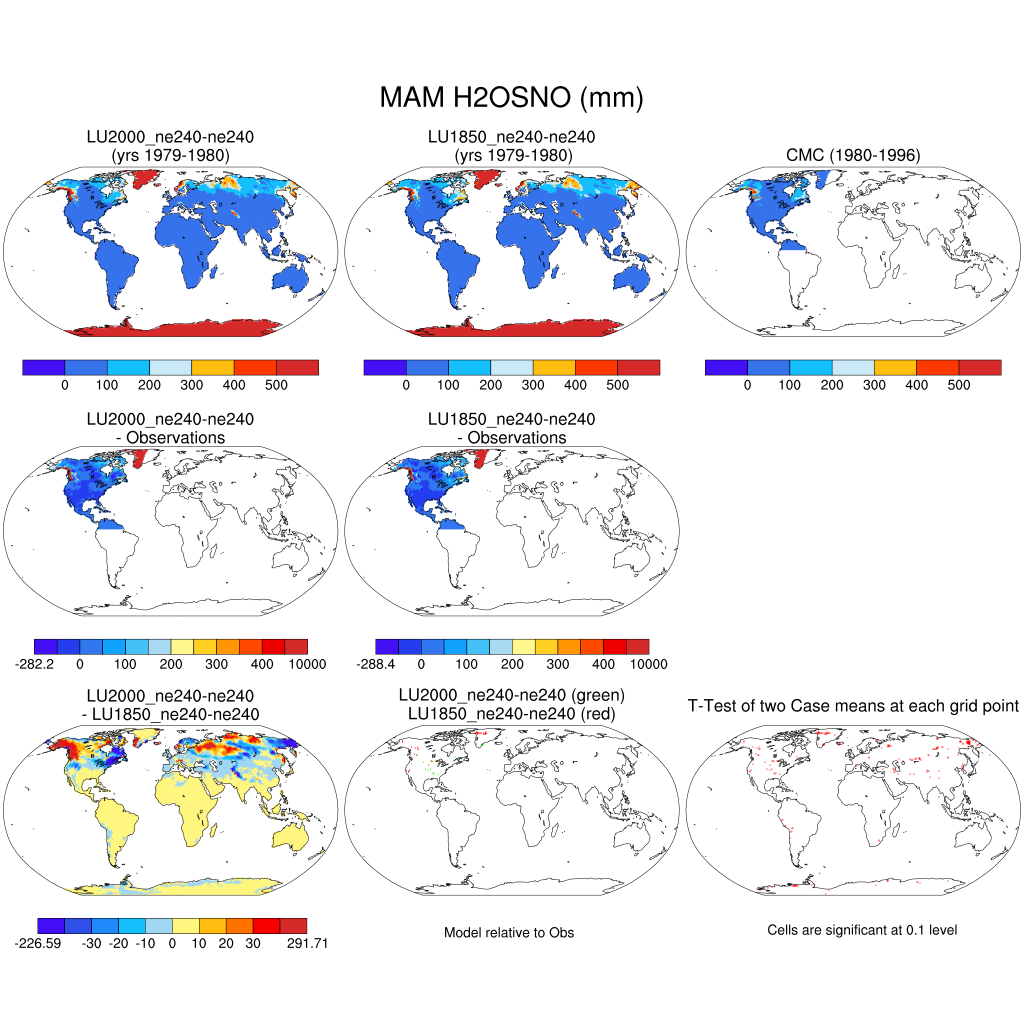 MAM H2OSNO (mm)
LU2000_ne240-ne240
(yrs 1979-1980)
LU1850_ne240-ne240
(yrs 1979-1980)
CMC (1980-1996)
0 100 200 300 400 500
0 100 200 300 400 500
0 100 200 300 400 500
LU2000_ne240-ne240
- Observations
LU1850_ne240-ne240
- Observations
-282.2 0 100 200 300 400 10000
-288.4 0 100 200 300 400 10000
LU2000_ne240-ne240
- LU1850_ne240-ne240
LU2000_ne240-ne240 (green)
LU1850_ne240-ne240 (red)
T-Test of two Case means at each grid point
-226.59 -30 -20 -10 0 10 20 30 291.71
Model relative to Obs
Cells are significant at 0.1 level